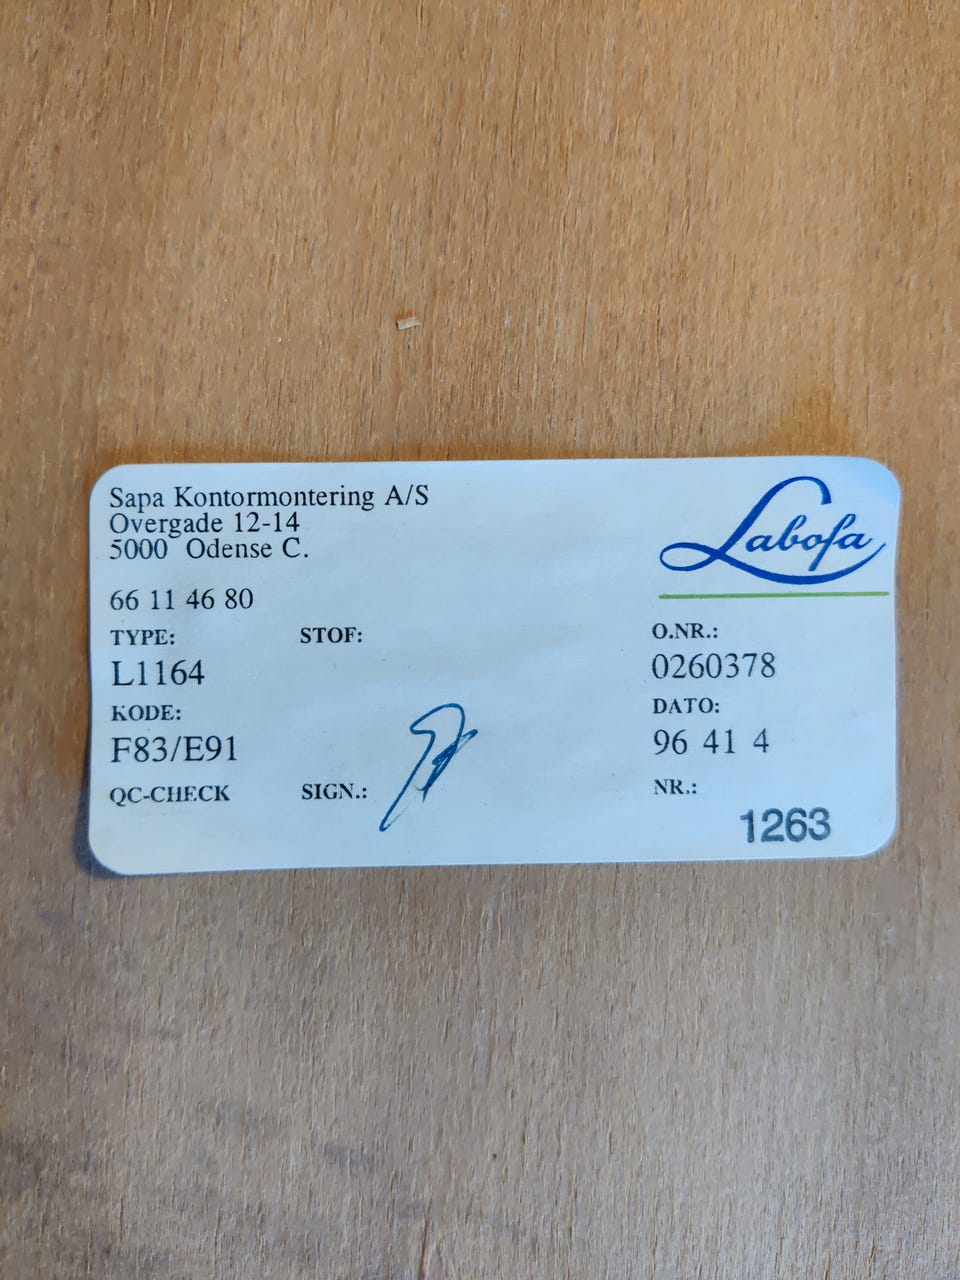 Sapa Kontormontering A/S
Overgade 12-14
5000 Odense C.
Labofa
66 11 46 80
TYPE: STOF: O.NR.:
L1164 0260378
KODE: DATO:
F83/E91 96 41 4
QC-CHECK SIGN.: NR.:
1263